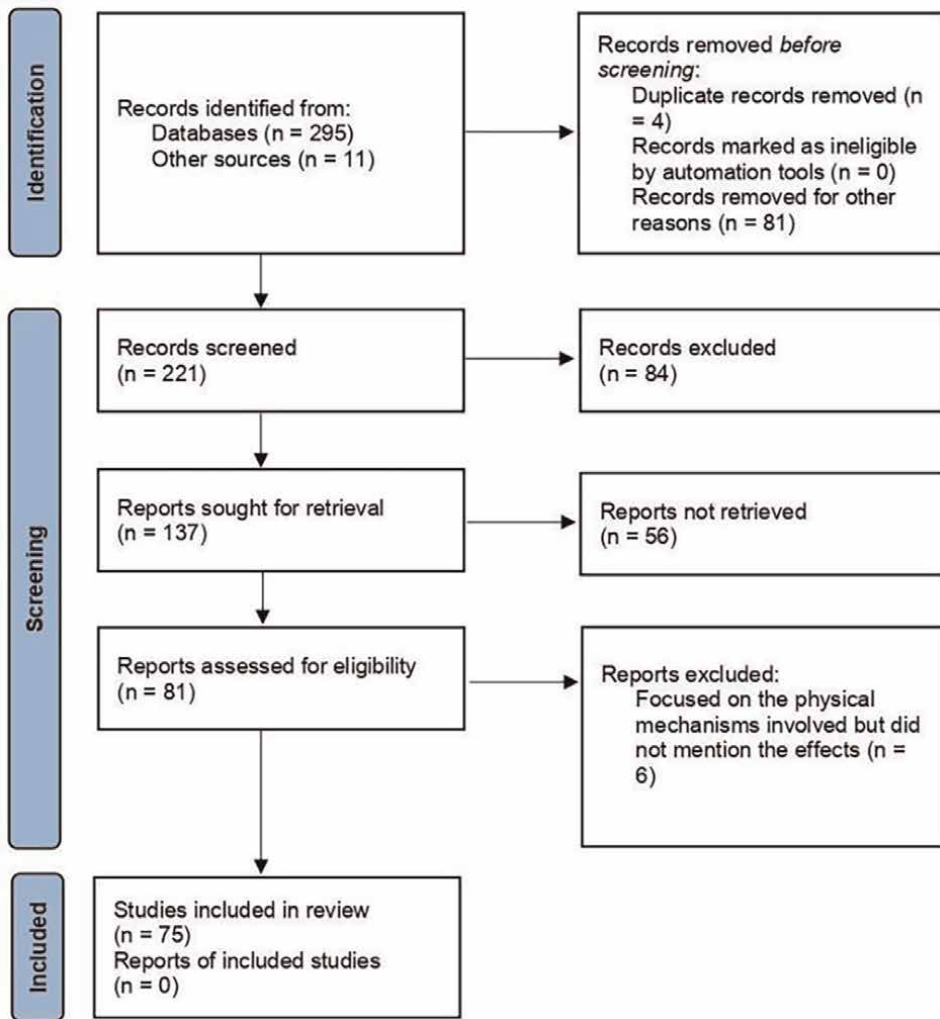 Identification
Records identified from:
Databases (n = 295)
Other sources (n = 11)
Records removed before
screening:
Duplicate records removed (n
= 4)
Records marked as ineligible
by automation tools (n = 0)
Records removed for other
reasons (n = 81)
Screening
Records screened
(n = 221)
Records excluded
(n = 84)
Reports sought for retrieval
(n = 137)
Reports not retrieved
(n = 56)
Reports assessed for eligibility
(n = 81)
Reports excluded:
Focused on the physical
mechanisms involved but did
not mention the effects (n =
6)
Included
Studies included in review
(n = 75)
Reports of included studies
(n = 0)